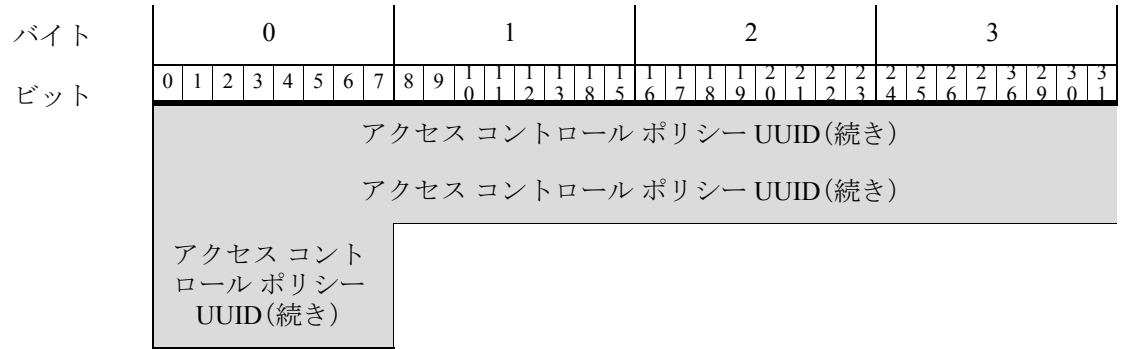 バイト 0 1 2 3
ビット 0 1 2 3 4 5 6 7 8 9 10 11 12 13 18 15 16 17 18 19 20 21 22 23 24 25 26 27 36 29 30 31
アクセス コントロール ポリシー UUID(続き)
アクセス コントロール ポリシー UUID(続き)
アクセス コント
ロール ポリシー
UUID(続き)